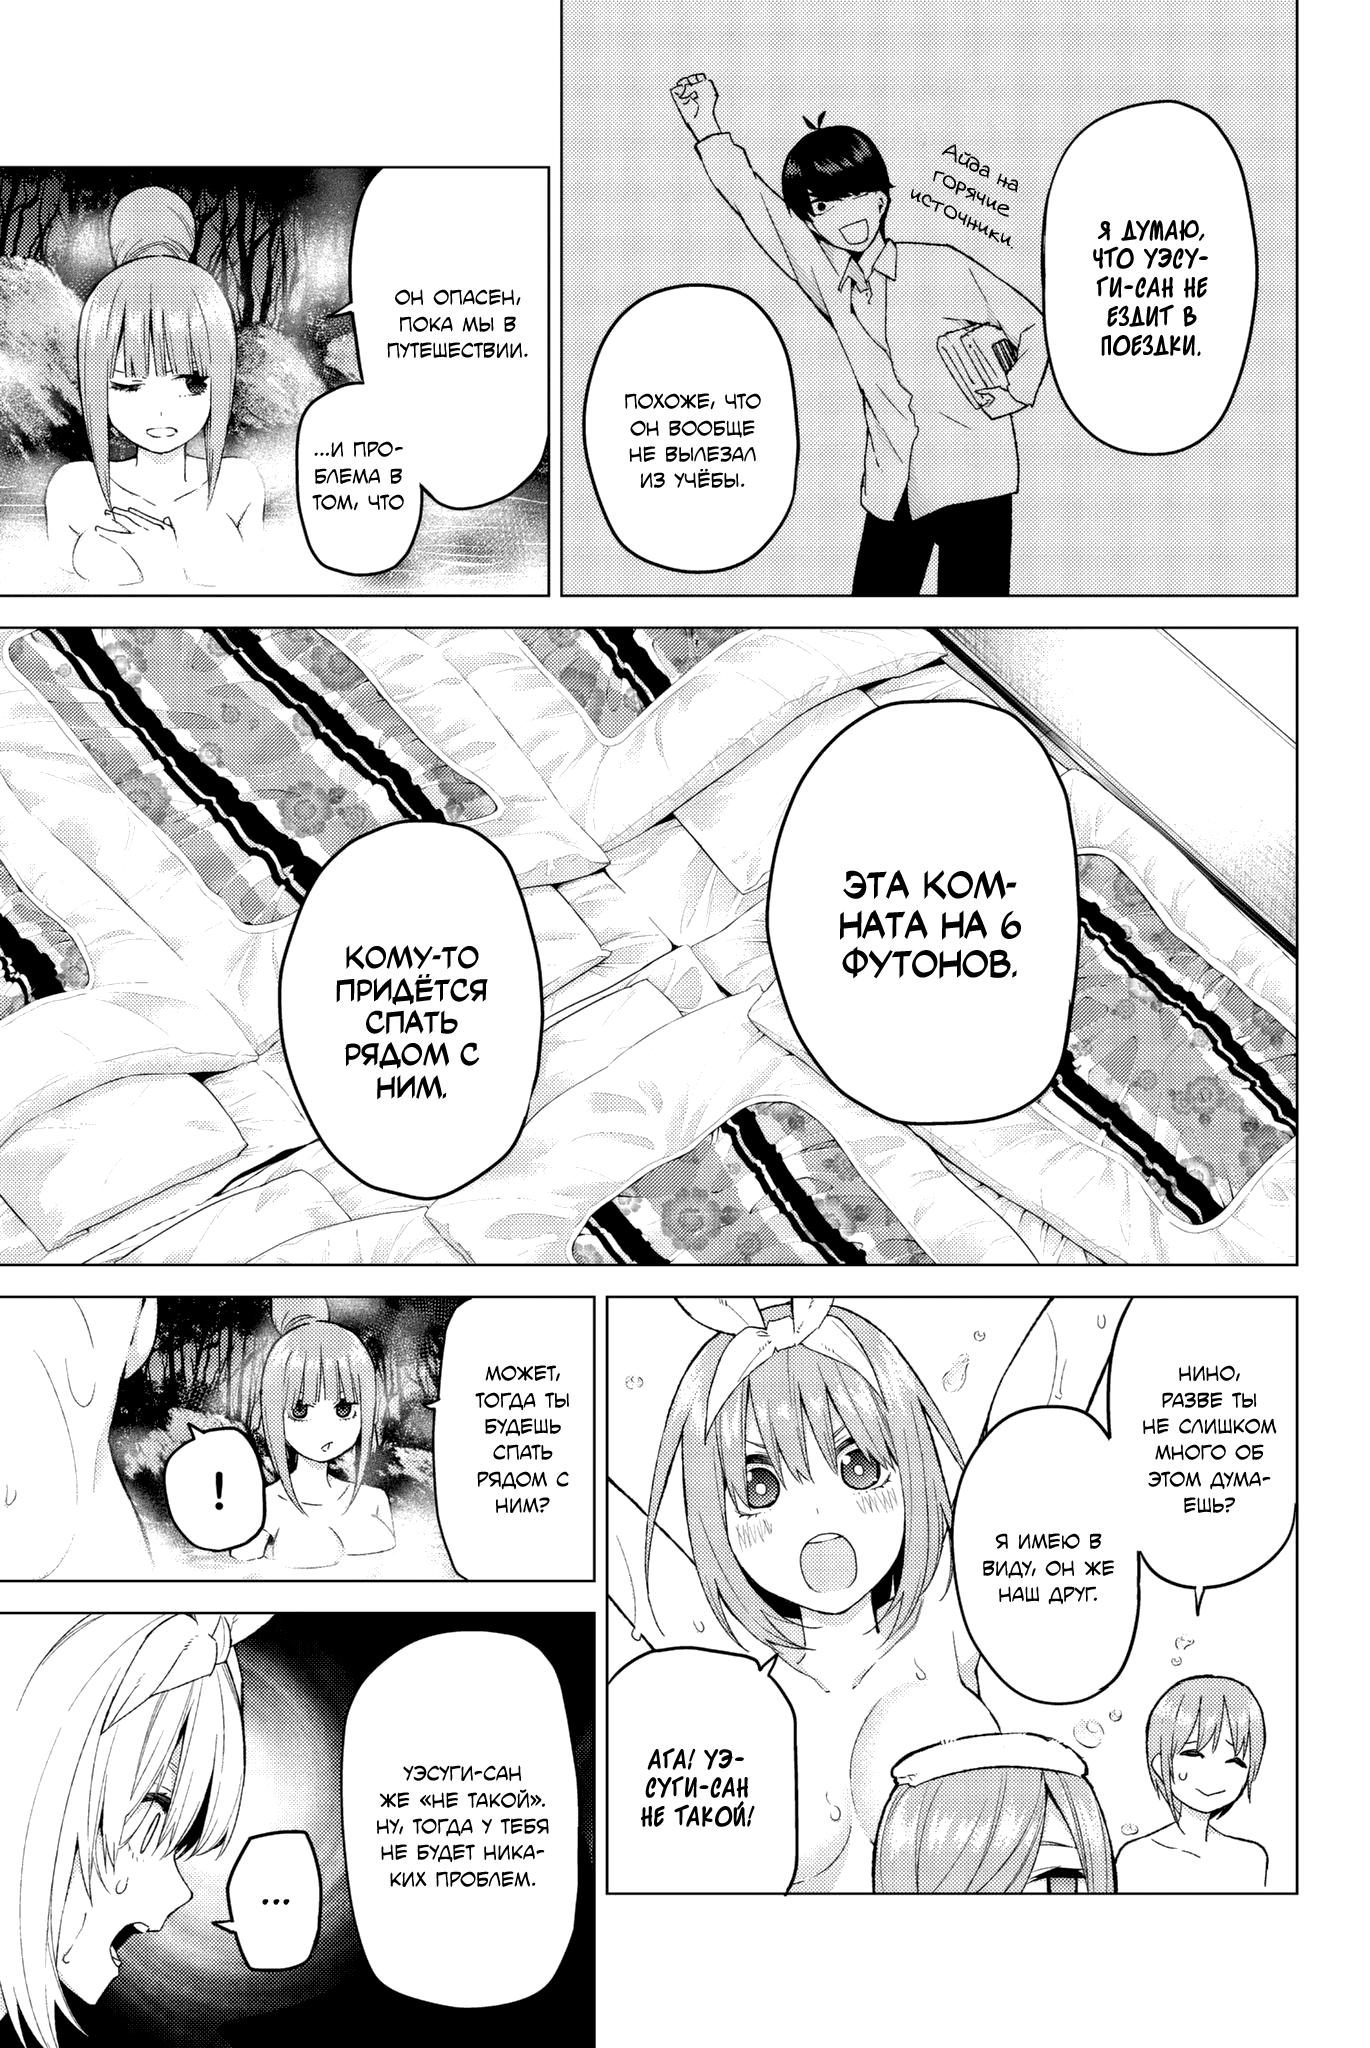 Я ДУМАЮ,
ЧТО УЭСУ-
ГИ-САН НЕ
ЕЗДИТ В
ПОЕЗДКИ.
Айда на
горячие
источники.
ПОХОЖЕ, ЧТО
ОН ВООБЩЕ
НЕ ВЫЛЕЗАЛ
ИЗ УЧЁБЫ.
ОН ОПАСЕН,
ПОКА МЫ В
ПУТЕШЕСТВИИ.
...И ПРО-
БЛЕМА В
ТОМ, ЧТО
ЭТА КОМ-
НАТА НА 6
ФУТОНОВ.
КОМУ-ТО
ПРИДЁТСЯ
СПАТЬ
РЯДОМ С
НИМ.
НИНО,
РАЗВЕ ТЫ
НЕ СЛИШКОМ
МНОГО ОБ
ЭТОМ ДУМА-
ЕШЬ?
Я ИМЕЮ В
ВИДУ, ОН ЖЕ
НАШ ДРУГ.
АГА! УЭ-
СУГИ-САН
НЕ ТАКОЙ!
МОЖЕТ,
ТОГДА ТЫ
БУДЕШЬ
СПАТЬ
РЯДОМ С
НИМ?
!
УЭСУГИ-САН
ЖЕ «НЕ ТАКОЙ».
НУ, ТОГДА У ТЕБЯ
НЕ БУДЕТ НИКА-
КИХ ПРОБЛЕМ.
...